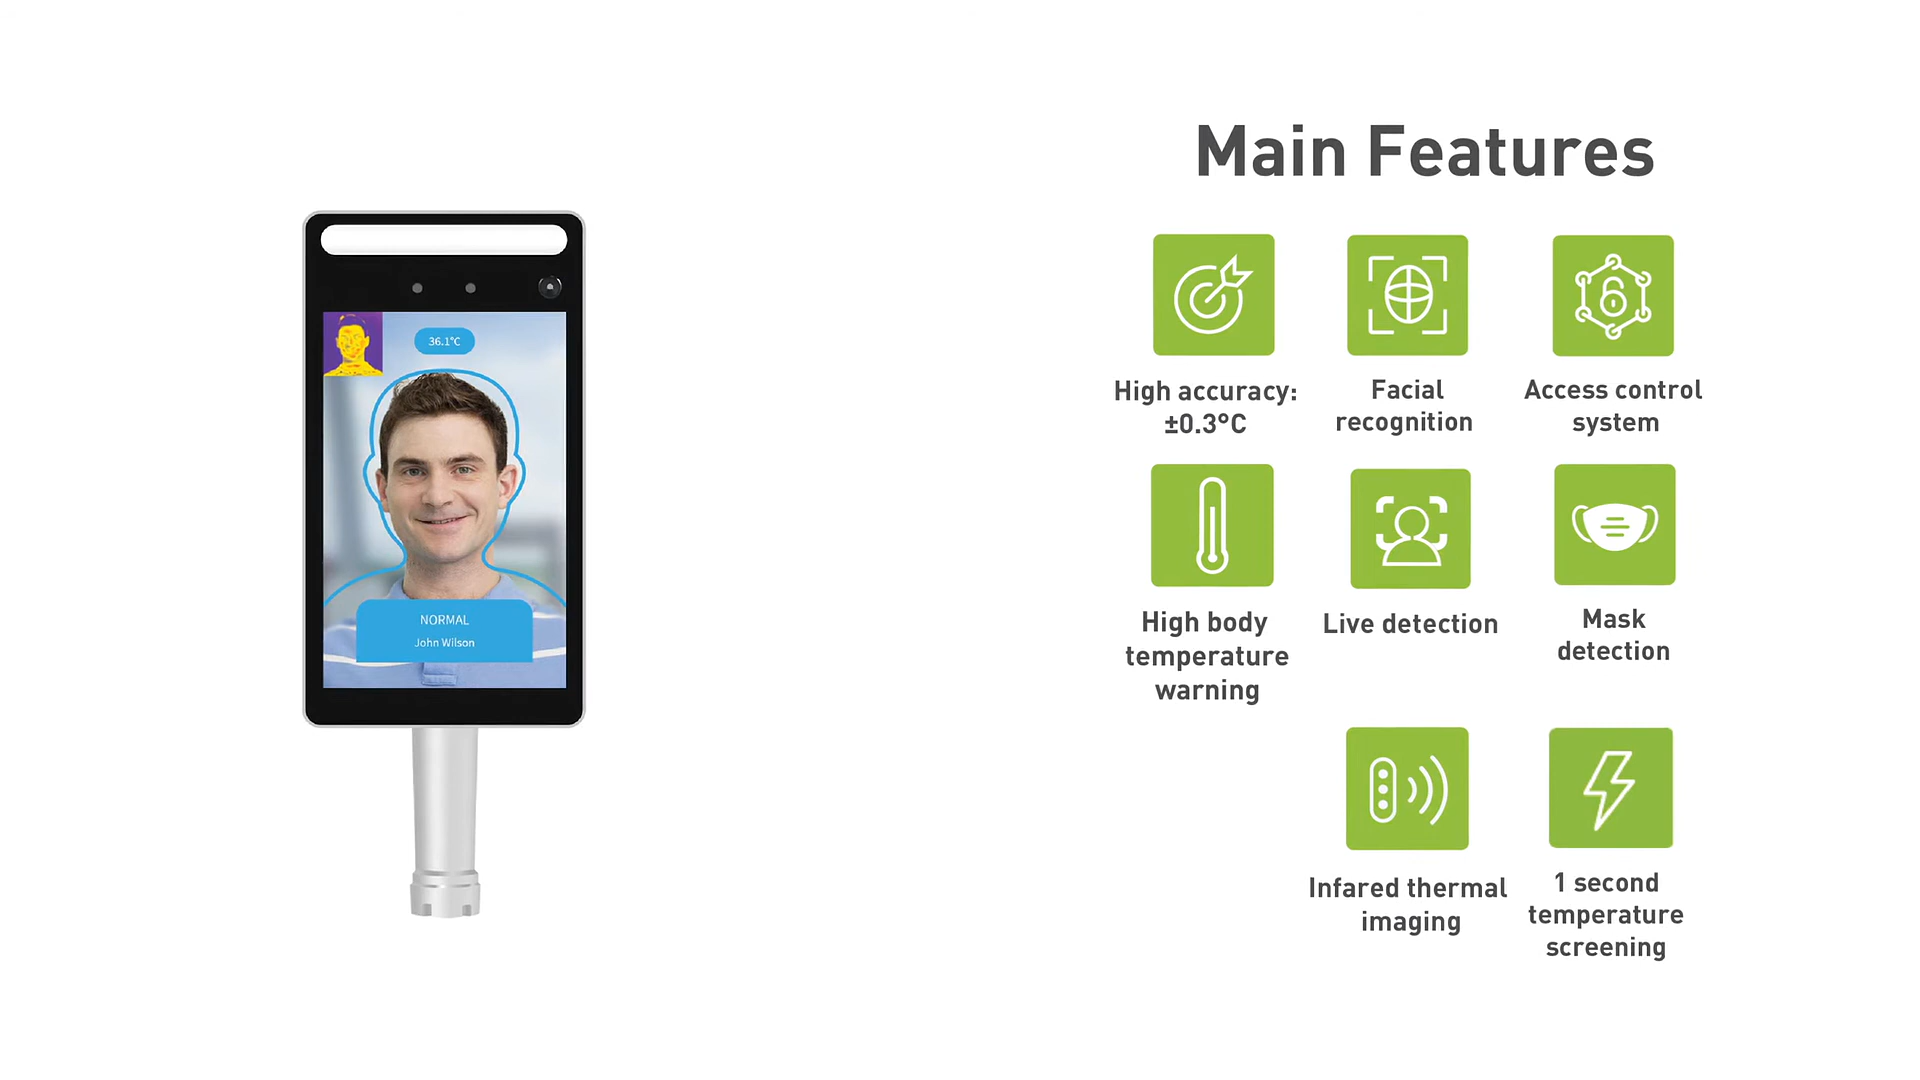 Main Features
36.1°C
NORMAL
John Wilson
High accuracy:
±0.3°C
Facial
recognition
Access control
system
High body
temperature
warning
Live detection
Mask
detection
Infared thermal
imaging
1 second
temperature
screening